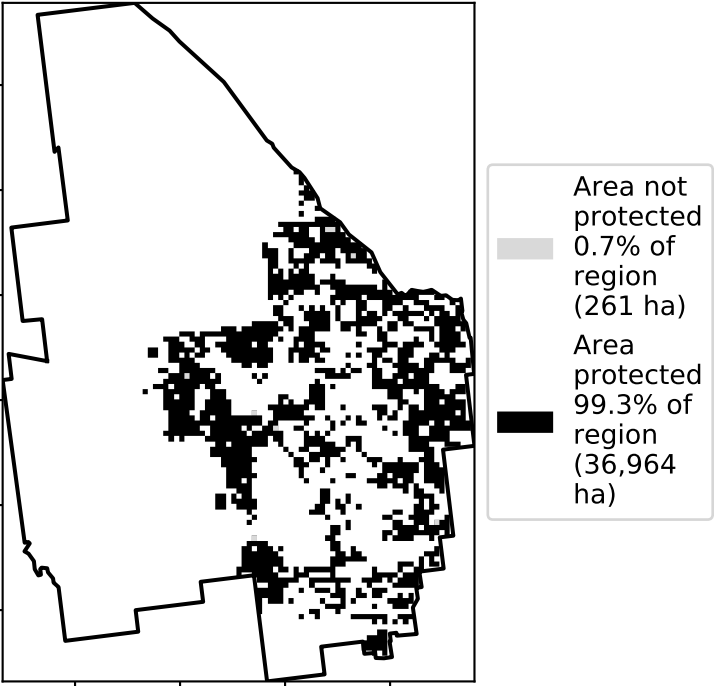 Area not
protected
0.7% of
region
(261 ha)
Area
protected
99.3% of
region
(36,964
ha)